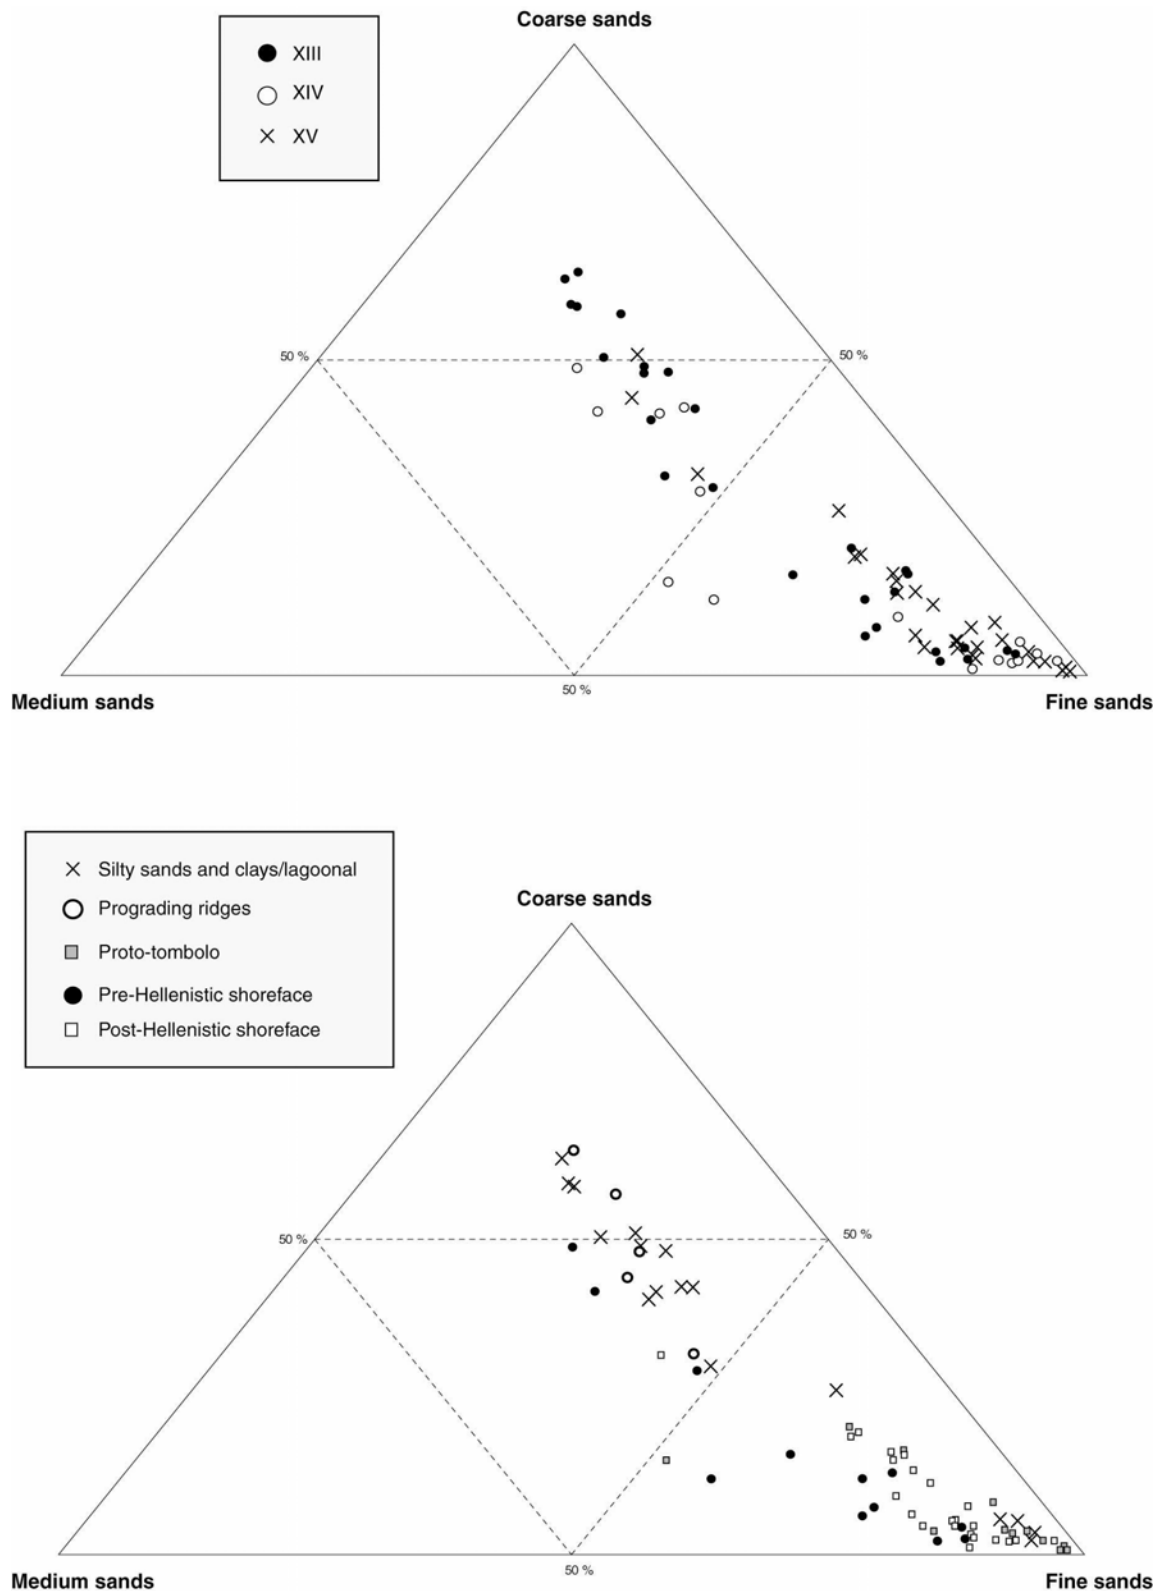 Coarse sands
XIII
XIV
XV
50 %
50 %
50 %
Medium sands
Fine sands
Silty sands and clays/lagoonal
Prograding ridges
Proto-tombolo
Pre-Hellenistic shoreface
Post-Hellenistic shoreface
Coarse sands
50 %
50 %
50 %
Medium sands
Fine sands